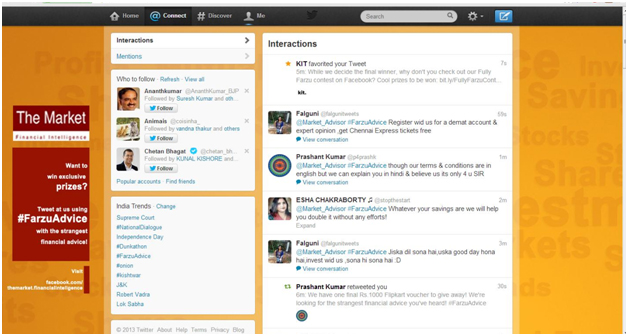 Home
@ Connect
# Discover
Me
Search
Interactions
Mentions
Who to follow · Refresh · View all
Ananthkumar @AnanthKumar_BJP
Followed by Suresh Kumar and others
Follow
Animais @coisinha_
Followed by vandna thakur and others
Follow
Chetan Bhagat @chetan_bh...
Followed by KUNAL KISHORE and ...
Follow
Popular accounts · Find friends
India Trends · Change
Supreme Court
#NationalDialogue
Independence Day
#Dunkathon
#FarzuAdvice
#onion
#kishtwar
J&K
Robert Vadra
Lok Sabha
© 2013 Twitter About Help Terms Privacy Blog
The Market
Financial Intelligence
Want to
win exclusive
prizes?
Tweet at us using
#FarzuAdvice
with the strangest
financial advice!
Visit
facebook.com/
themarket.financialintelligence
Interactions
KIT favorited your Tweet 7s
5m: While we decide the final winner, why don't you check our Fully
Farzu contest on Facebook? Cool prizes to be won: bit.ly/FullyFarzuCont...
kit.
Falguni @falgunitweets 59s
@Market_Advisor #FarzuAdvice Register wid us for a demat account &
expert opinion ,get Chennai Express tickets free
View conversation
Prashant Kumar @p4prashk 1m
@Market_Advisor #FarzuAdvice though our terms & conditions are in
english but we can explain you in hindi & believe us its only 4 u SIR
ESHA CHAKRABORTY ♫ @stopthestart 2m
@Market_Advisor #FarzuAdvice Whatever your savings are we will help
you double it without any efforts!
Expand
Falguni @falgunitweets 3m
@Market_Advisor #FarzuAdvice Jiska dil sona hai,uska good day hona
hai,invest wid us ,sona hi sona hai :D
View conversation
Prashant Kumar retweeted you 30s
6m: We have one final Rs.1000 Flipkart voucher to give away! We're
looking for the strangest financial advice you've heard! #FarzuAdvice